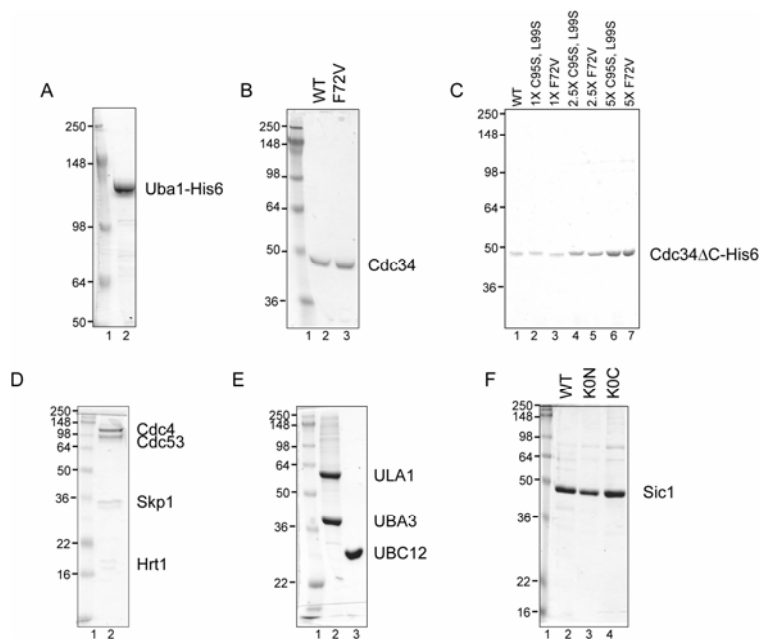 A
250
148
98
64
50
Uba1-His6
1 2
B
WT
F72V
250
148
98
64
50
36
Cdc34
1 2 3
C
WT
1X C95S, L99S
1X F72V
2.5X C95S, L99S
2.5X F72V
5X C95S, L99S
5X F72V
250
148
98
64
50
36
Cdc34ΔC-His6
1 2 3 4 5 6 7
D
250
148
98
64
50
36
22
16
Cdc4
Cdc53
Skp1
Hrt1
1 2
E
250
148
98
64
50
36
22
ULA1
UBA3
UBC12
1 2 3
F
WT
K0N
K0C
250
148
98
64
50
36
22
16
Sic1
1 2 3 4